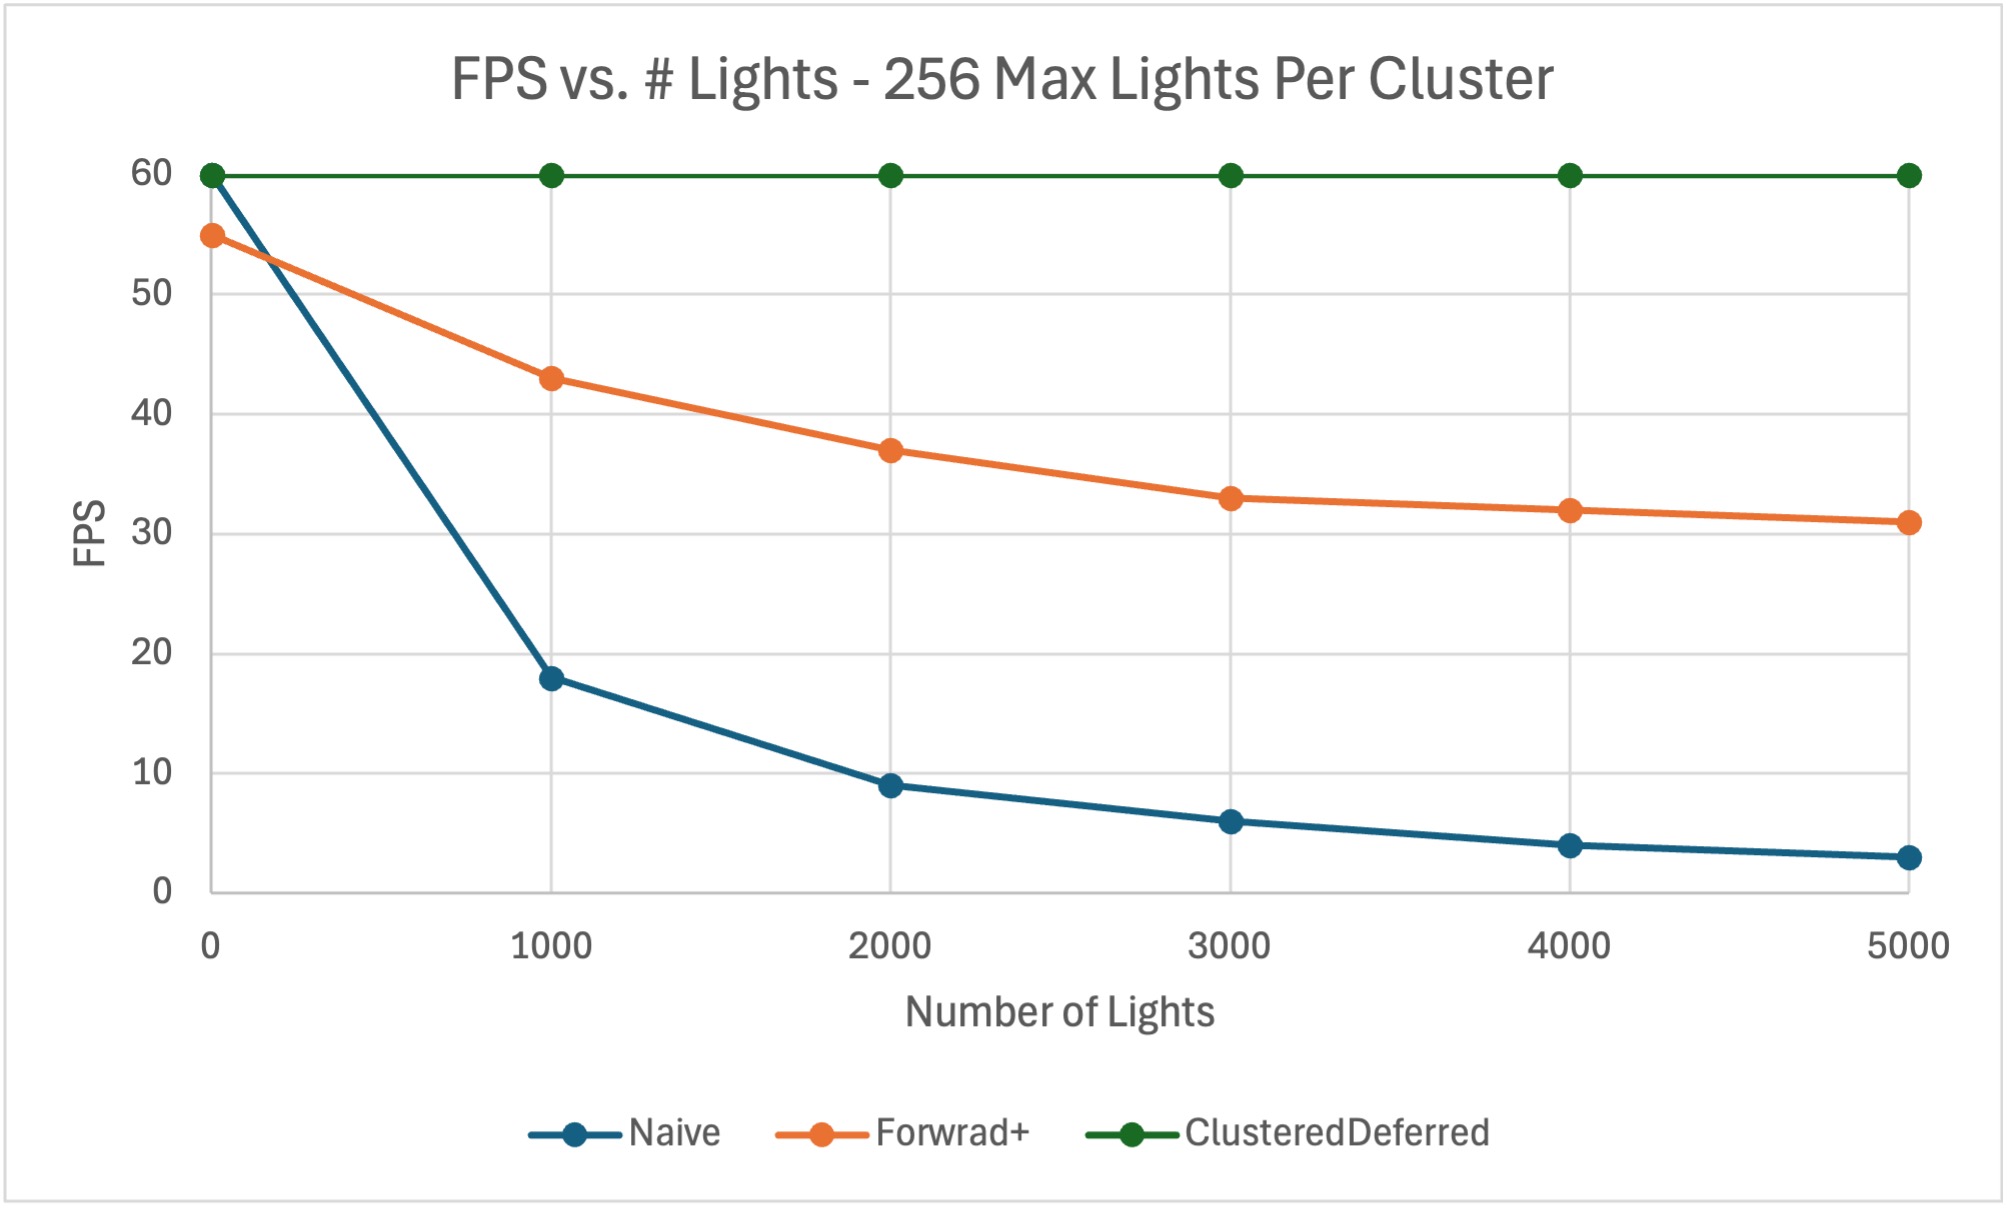 FPS vs. # Lights - 256 Max Lights Per Cluster
60
50
40
30
20
10
0
FPS
0 1000 2000 3000 4000 5000
Number of Lights
Naive Forwrad+ ClusteredDeferred